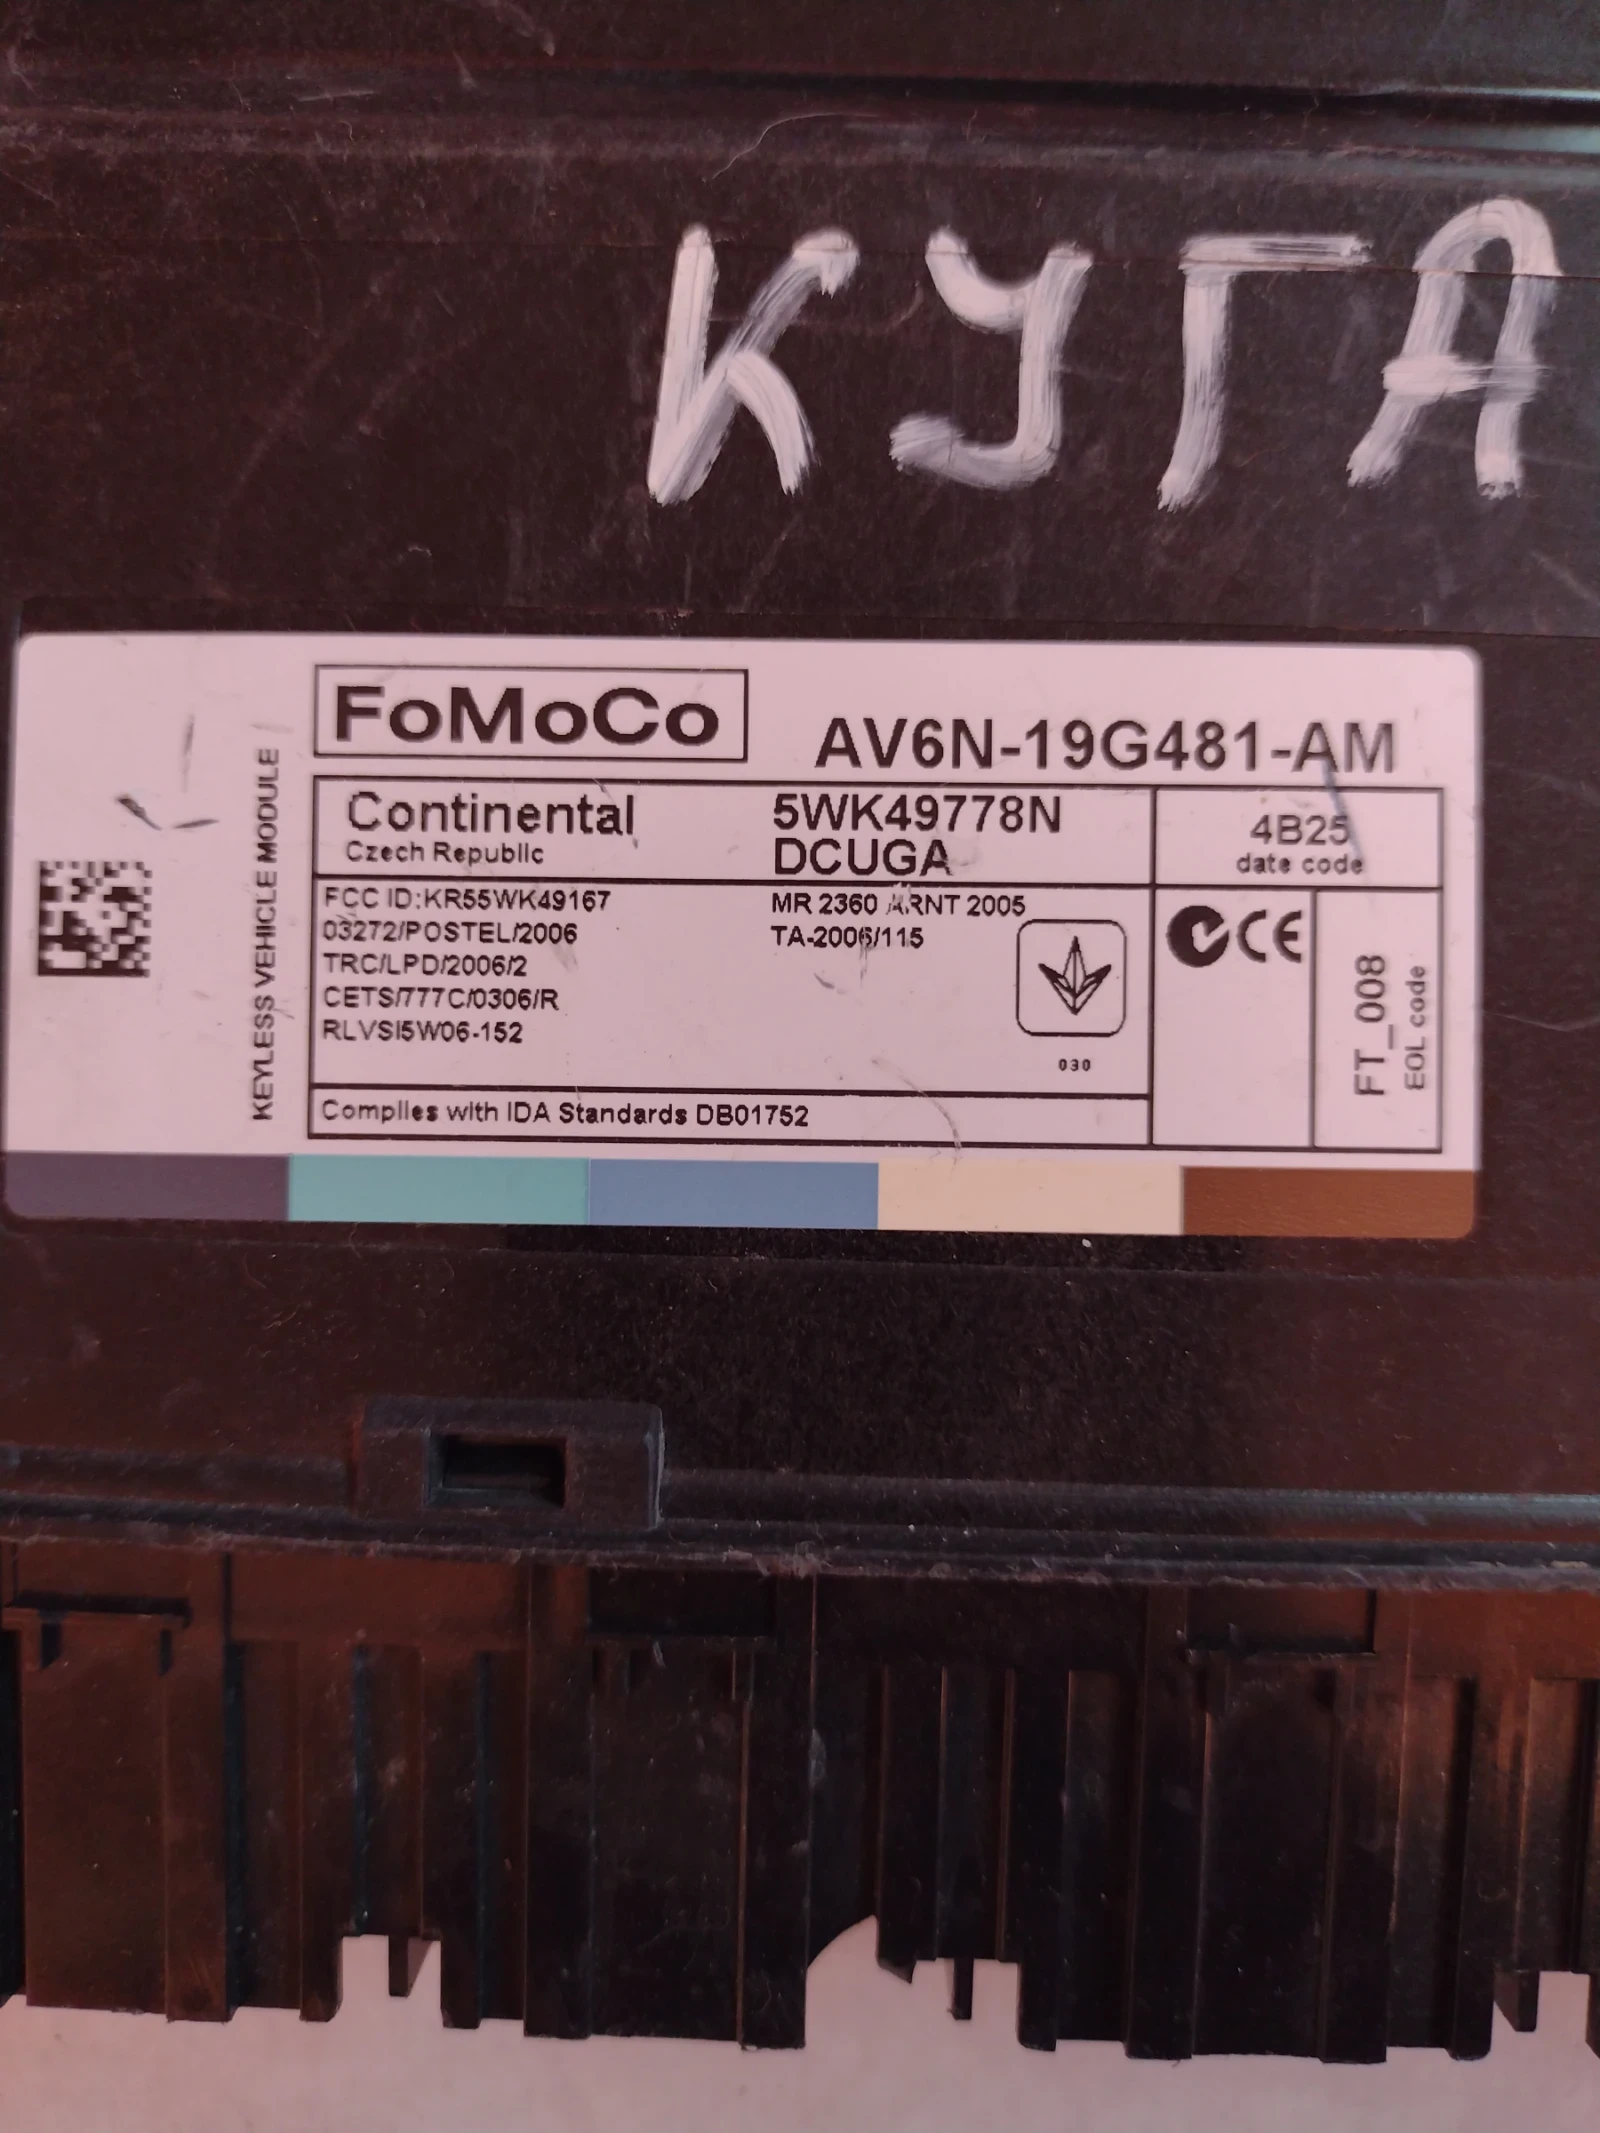 КУГА
FoMoCo
AV6N-19G481-AM
KEYLESS VEHICLE MODULE
Continental
Czech Republic
5WK49778N
DCUGA
4B25
date code
FCC ID:KR55WK49167
03272/POSTEL/2006
TRC/LPD/2006/2
CETS/777C/0306/R
RLVSI5W06-152
MR 2360 ARNT 2005
TA-2006/115
030
CE
FT_008
EOL code
Complies with IDA Standards DB01752